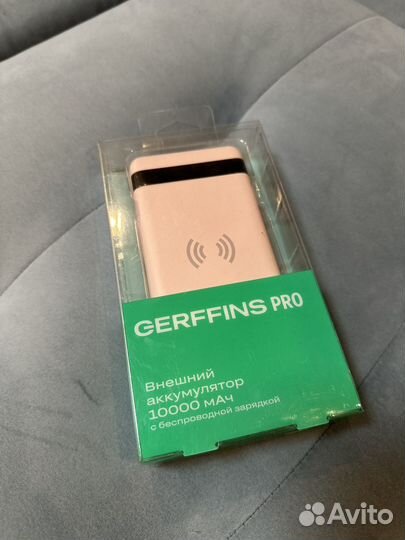 GERFFINS PRO
Внешний
аккумулятор
10000 мАч
с беспроводной зарядкой
Avito